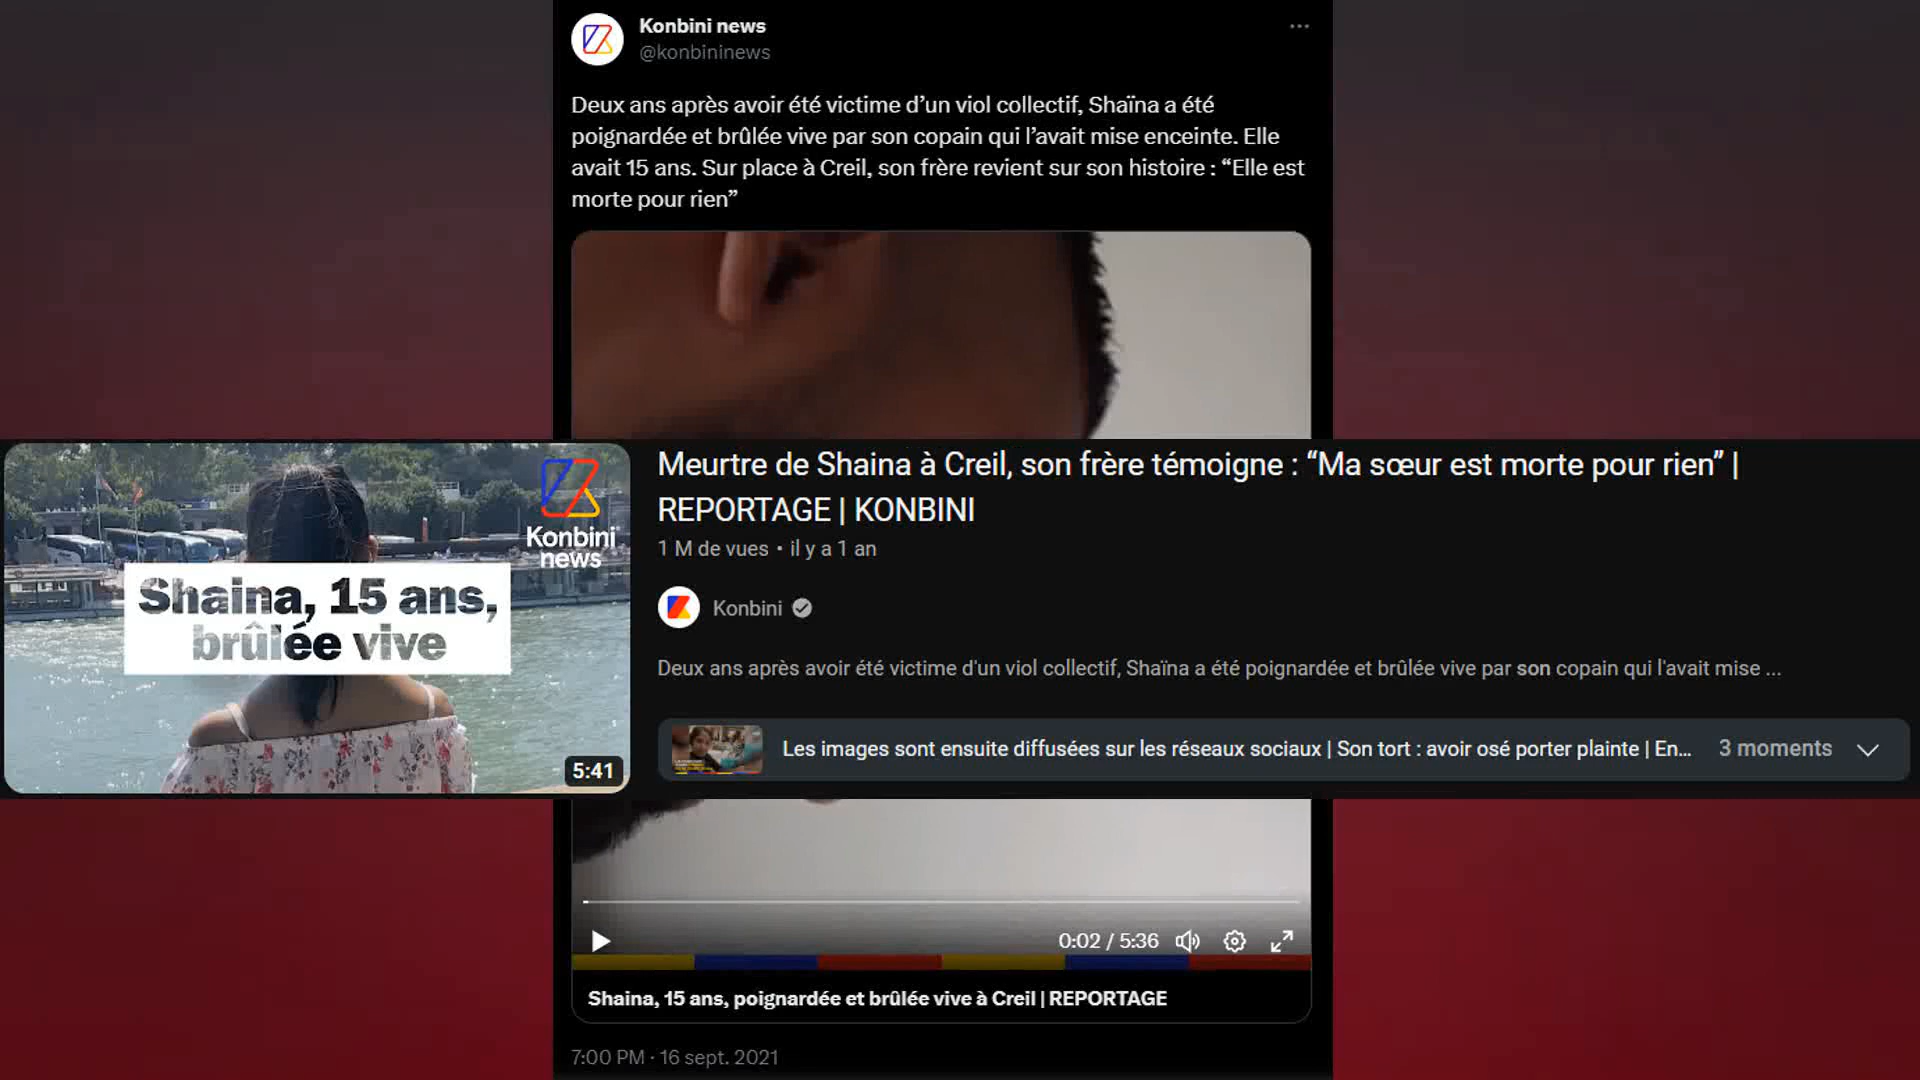 Konbini news
@konbininews
Deux ans après avoir été victime d’un viol collectif, Shaïna a été
poignardée et brûlée vive par son copain qui l’avait mise enceinte. Elle
avait 15 ans. Sur place à Creil, son frère revient sur son histoire : “Elle est
morte pour rien”
Konbini
news
Shaina, 15 ans,
brûlée vive
5:41
Meurtre de Shaina à Creil, son frère témoigne : “Ma sœur est morte pour rien” |
REPORTAGE | KONBINI
1 M de vues • il y a 1 an
Konbini
Deux ans après avoir été victime d'un viol collectif, Shaïna a été poignardée et brûlée vive par son copain qui l'avait mise ...
Les images sont ensuite diffusées sur les réseaux sociaux | Son tort : avoir osé porter plainte | En...
3 moments
0:02 / 5:36
Shaina, 15 ans, poignardée et brûlée vive à Creil | REPORTAGE
7:00 PM · 16 sept. 2021